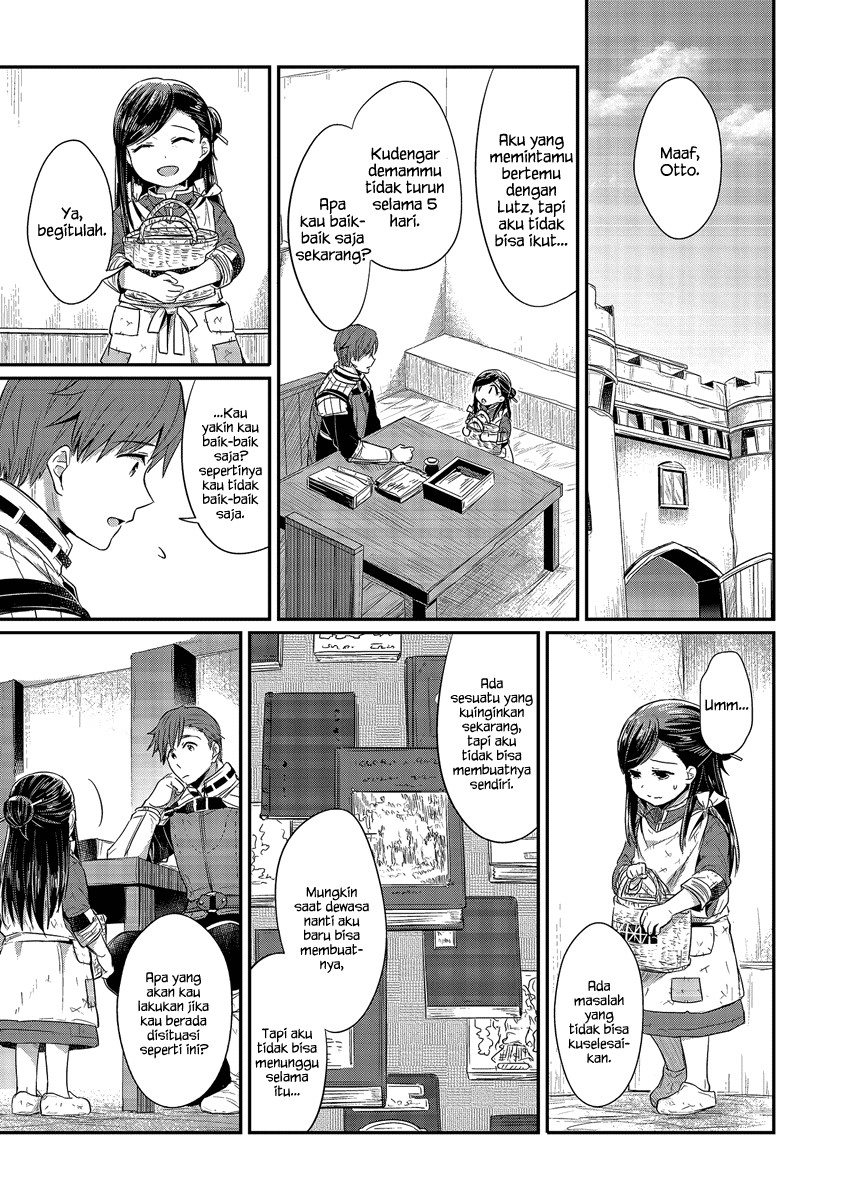 Maaf,
Otto.
Aku yang
memintamu
bertemu
dengan
Lutz, tapi
aku tidak
bisa ikut...
Kudengar
demammu
tidak turun
selama 5
hari.
Apa
kau baik-
baik saja
sekarang?
Ya,
begitulah.
...Kau
yakin kau
baik-baik
saja?
sepertinya
kau tidak
baik-baik
saja.
Umm...
Ada
masalah
yang
tidak bisa
kuselesai-
kan.
Ada
sesuatu yang
kuinginkan
sekarang,
tapi aku
tidak bisa
membuatnya
sendiri.
Mungkin
saat dewasa
nanti aku
baru bisa
membuat-
nya,
Tapi aku
tidak bisa
menunggu
selama
itu...
Apa yang
akan kau
lakukan jika
kau berada
disituasi
seperti ini?